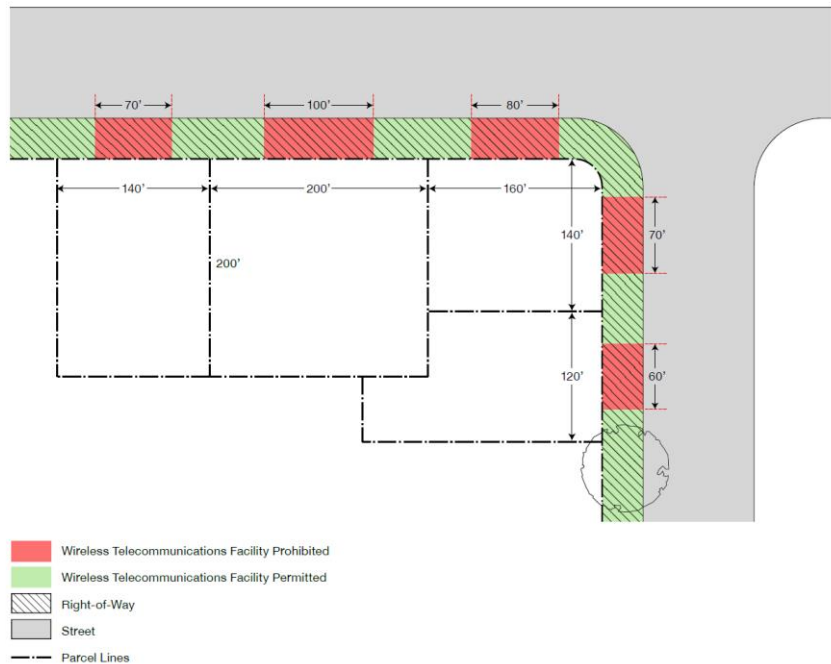 70’
100’
80’
140’
200’
160’
140’
70’
200’
120’
60’
Wireless Telecommunications Facility Prohibited
Wireless Telecommunications Facility Permitted
Right-of-Way
Street
Parcel Lines